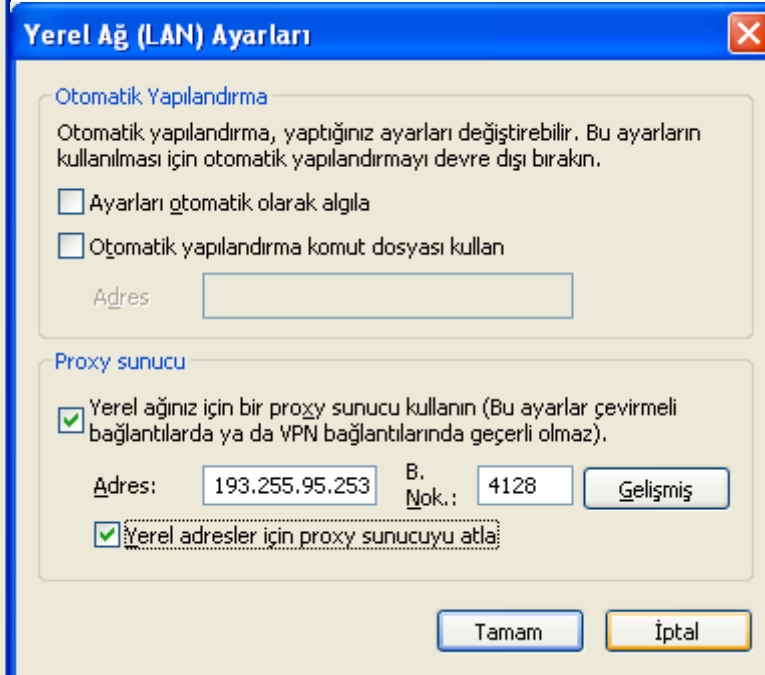 Yerel Ağ (LAN) Ayarları
Otomatik Yapılandırma
Otomatik yapılandırma, yaptığınız ayarları değiştirebilir. Bu ayarların
kullanılması için otomatik yapılandırmayı devre dışı bırakın.
Ayarları otomatik olarak algıla
Otomatik yapılandırma komut dosyası kullan
Adres
Proxy sunucu
Yerel ağınız için bir proxy sunucu kullanın (Bu ayarlar çevirmeli
bağlantılarda ya da VPN bağlantılarında geçerli olmaz).
Adres: 193.255.95.253 B. Nok.: 4128 Gelişmiş
Yerel adresler için proxy sunucuyu atla
Tamam İptal